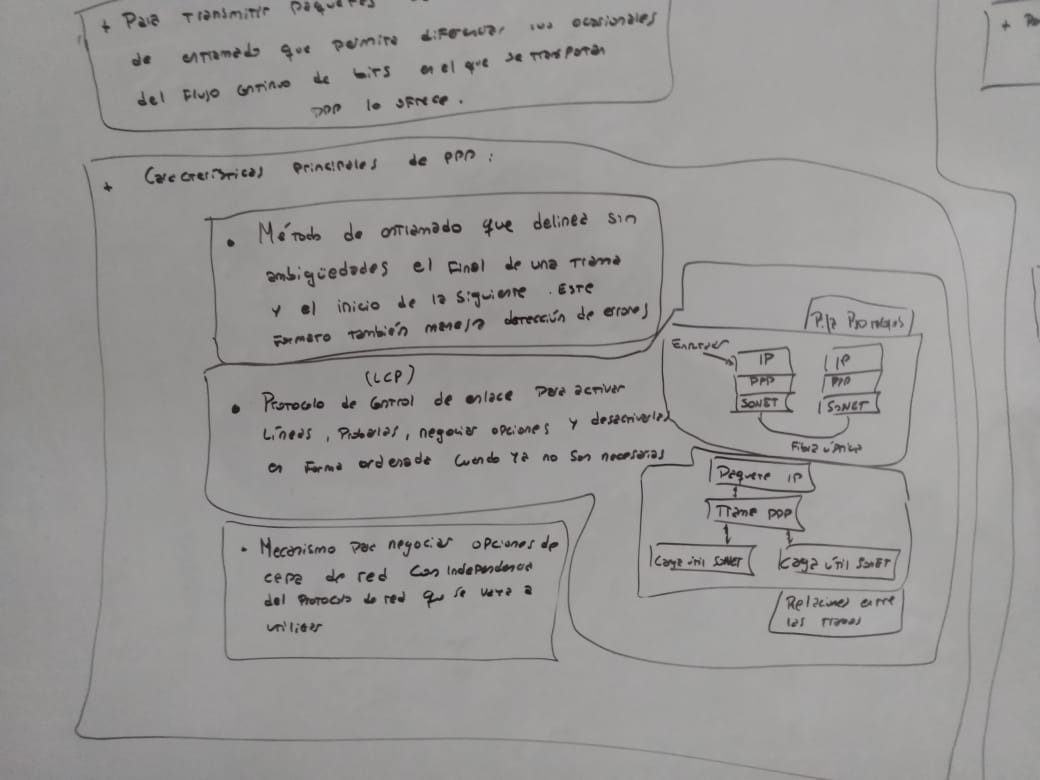 + Para transmitir paquetes
de entramado que permita diferenciar los ocasionales
del flujo continuo de bits en el que se transportan
PPP lo ofrece.
+ Características principales de PPP:
• Método de entramado que delinea sin
ambigüedades el final de una trama
y el inicio de la siguiente. Este
formato también maneja detección de errores
(LCP)
• Protocolo de control de enlace para activar
líneas, probarlas, negociar opciones y desactivarlas
en forma ordenada cuando ya no son necesarias
• Mecanismo para negociar opciones de
capa de red con independencia
del protocolo de red que se vaya a
utilizar
Pila Protocolos
IP
IP
PPP
PPP
SONET
SONET
Fibra óptica
Paquete IP
Trama PPP
Carga útil SONET
Carga útil SONET
Relaciones entre
las tramas
+